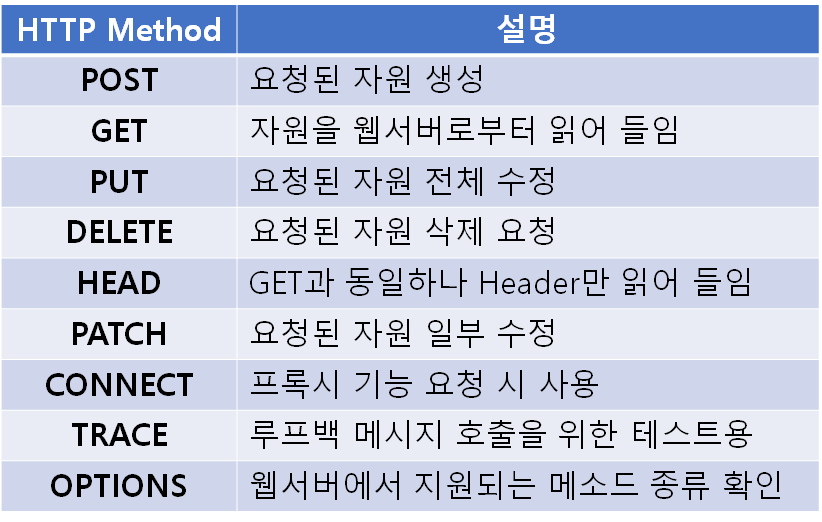 HTTP Method 설명
POST 요청된 자원 생성
GET 자원을 웹서버로부터 읽어 들임
PUT 요청된 자원 전체 수정
DELETE 요청된 자원 삭제 요청
HEAD GET과 동일하나 Header만 읽어 들임
PATCH 요청된 자원 일부 수정
CONNECT 프록시 기능 요청 시 사용
TRACE 루프백 메시지 호출을 위한 테스트용
OPTIONS 웹서버에서 지원되는 메소드 종류 확인